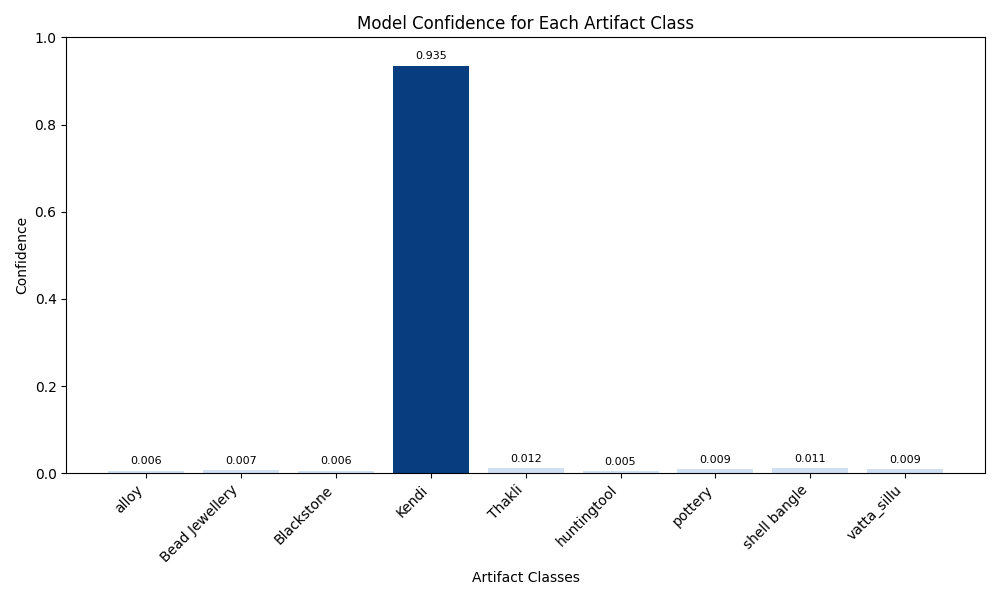 Model Confidence for Each Artifact Class
1.0
0.8
0.6
0.4
0.2
0.0
Confidence
0.006
0.007
0.006
0.935
0.012
0.005
0.009
0.011
0.009
alloy
Bead Jewellery
Blackstone
Kendi
Thakli
huntingtool
pottery
shell bangle
vatta_sillu
Artifact Classes